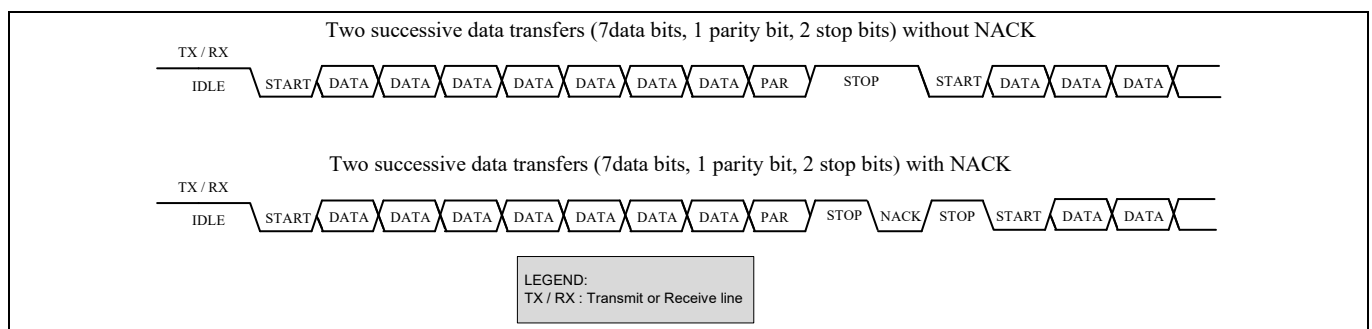 Two successive data transfers (7data bits, 1 parity bit, 2 stop bits) without NACK
TX / RX
IDLE START DATA DATA DATA DATA DATA DATA DATA PAR STOP START DATA DATA DATA
Two successive data transfers (7data bits, 1 parity bit, 2 stop bits) with NACK
TX / RX
IDLE START DATA DATA DATA DATA DATA DATA DATA PAR STOP NACK STOP START DATA DATA
LEGEND:
TX / RX : Transmit or Receive line